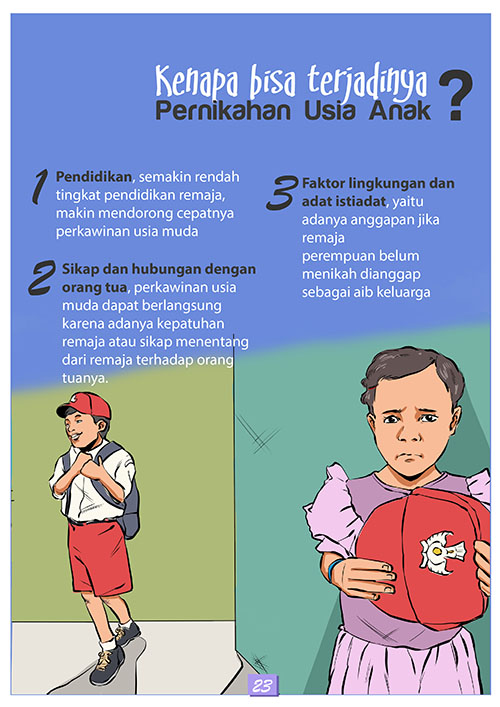 Kenapa bisa terjadinya
Pernikahan Usia Anak ?
1 Pendidikan, semakin rendah
tingkat pendidikan remaja,
makin mendorong cepatnya
perkawinan usia muda
2 Sikap dan hubungan dengan
orang tua, perkawinan usia
muda dapat berlangsung
karena adanya kepatuhan
remaja atau sikap menentang
dari remaja terhadap orang
tuanya.
3 Faktor lingkungan dan
adat istiadat, yaitu
adanya anggapan jika
remaja
perempuan belum
menikah dianggap
sebagai aib keluarga
23